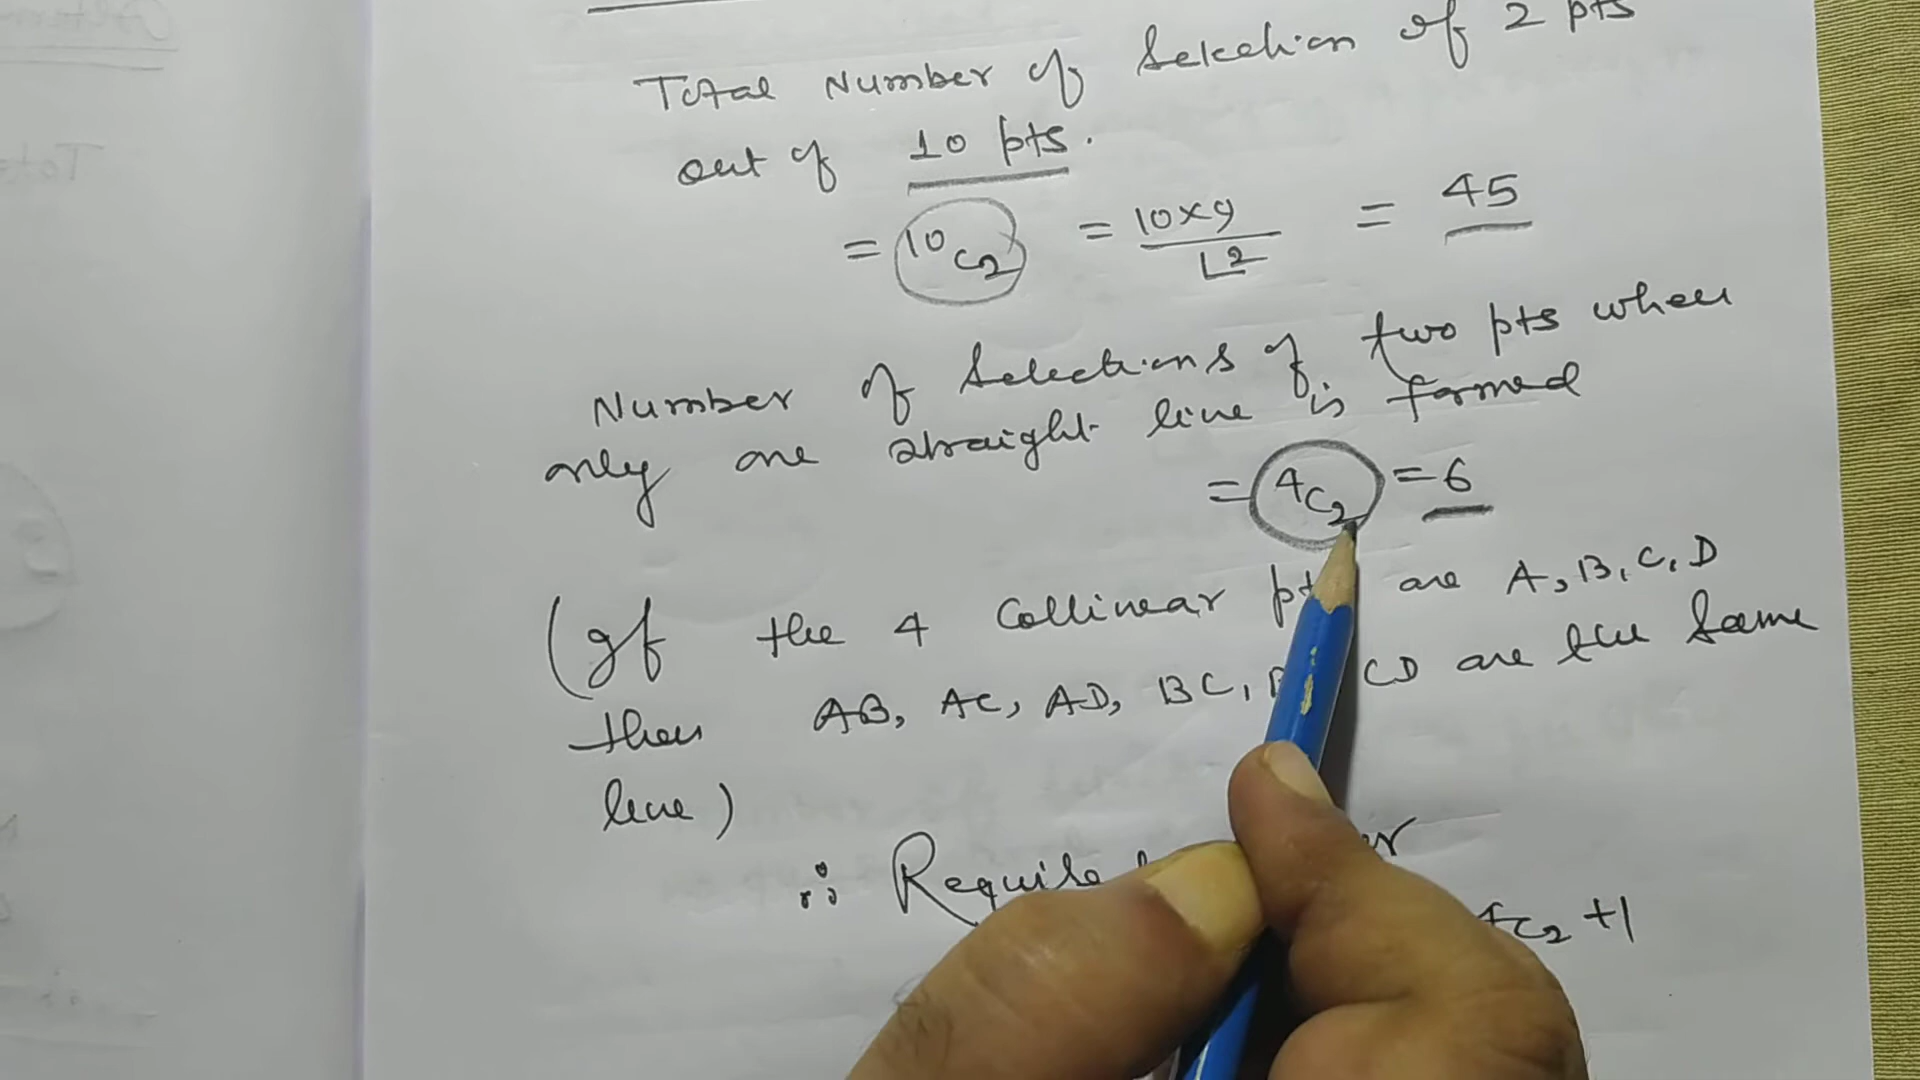 Total Number of Selection of 2 pts
out of 10 pts.
= 10C2 = 10×9 / L2 = 45
Number of Selections of two pts when
only one straight line is formed
= 4C2 = 6
(If the 4 Collinear pt are A, B, C, D
then AB, AC, AD, BC, CD are the Same
line)
∴ Require
4C2 +1